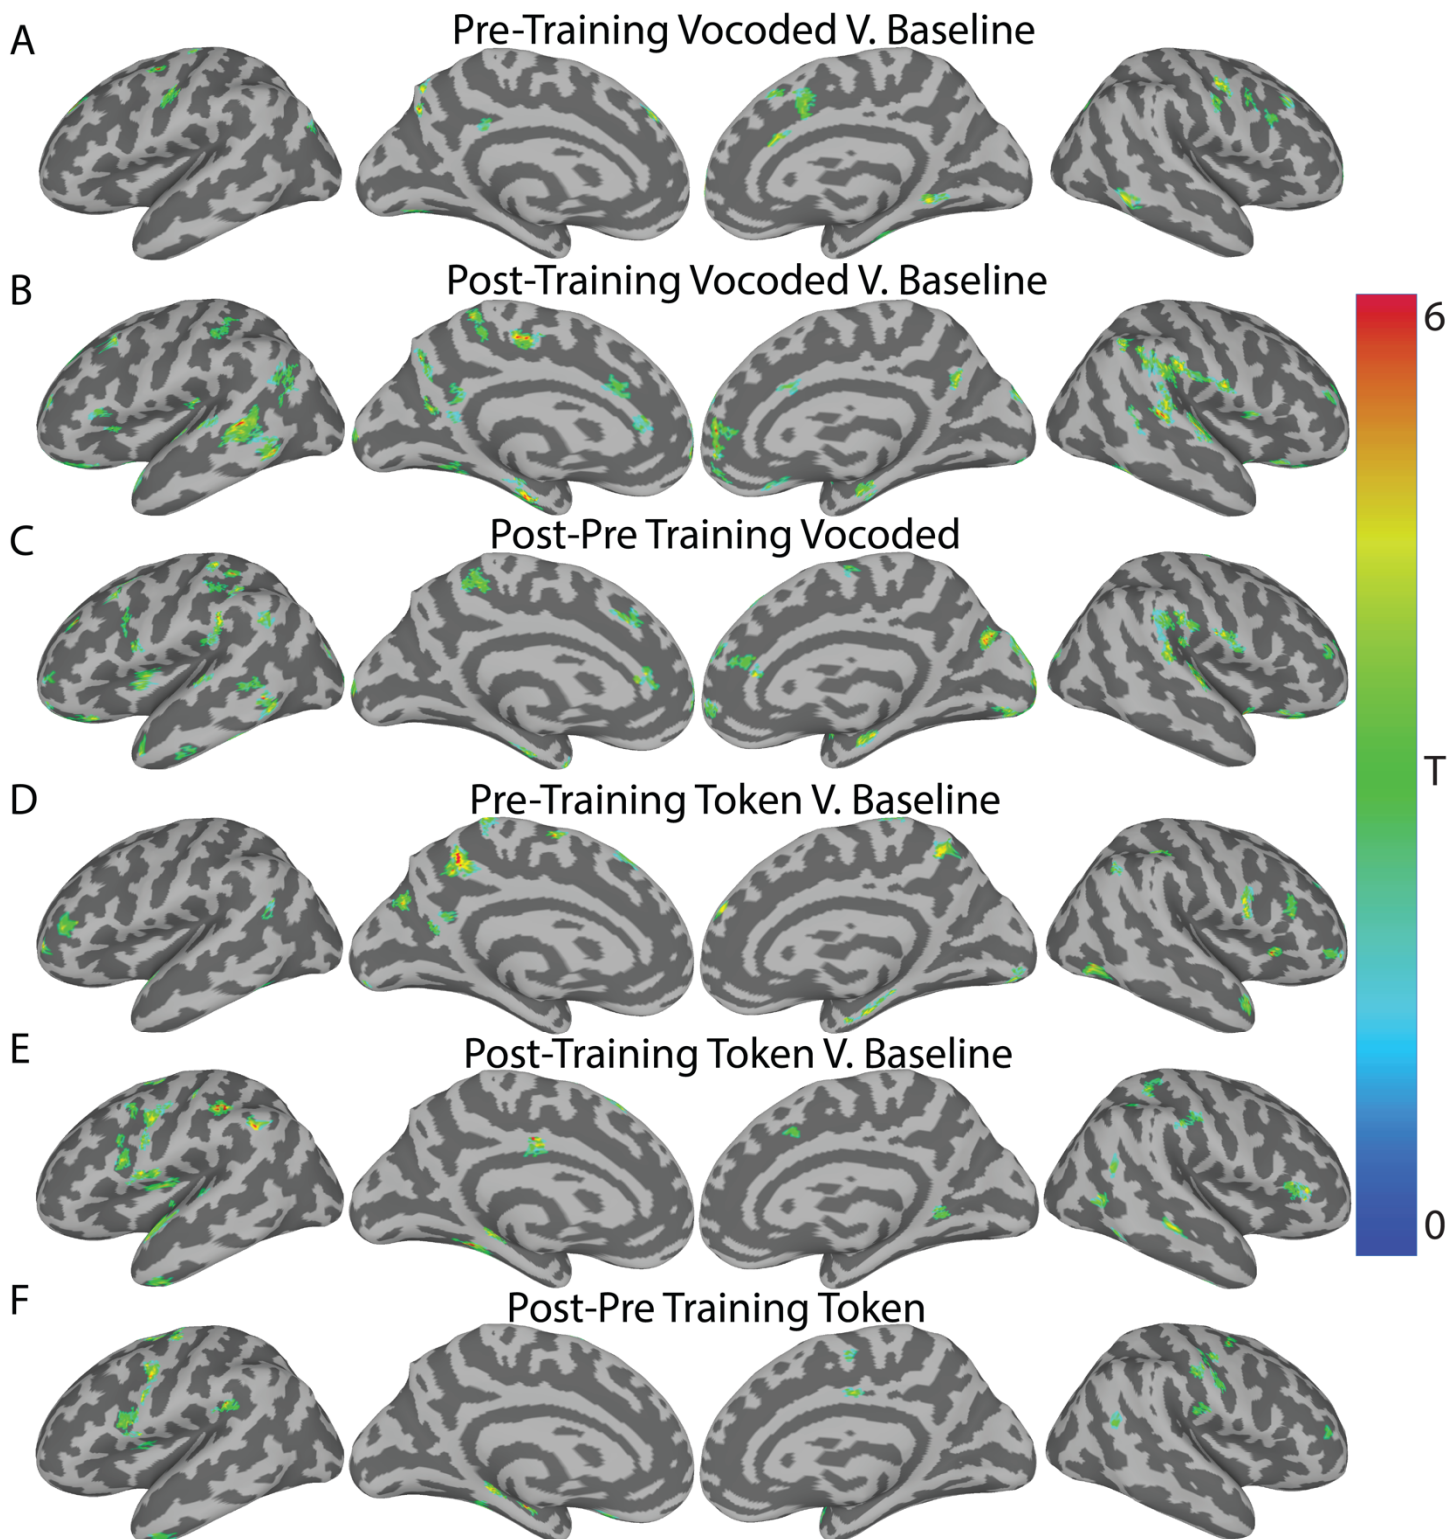 A
Pre-Training Vocoded V. Baseline
B
Post-Training Vocoded V. Baseline
6
C
Post-Pre Training Vocoded
D
Pre-Training Token V. Baseline
T
E
Post-Training Token V. Baseline
0
F
Post-Pre Training Token